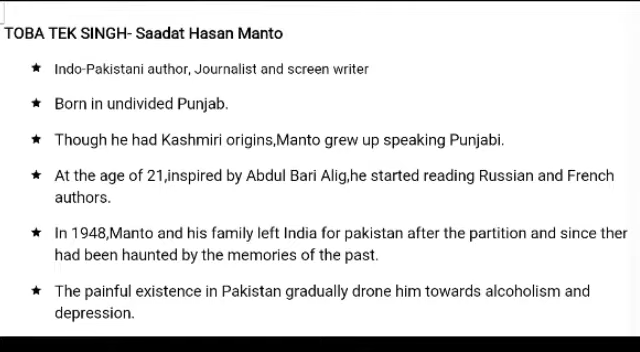 TOBA TEK SINGH- Saadat Hasan Manto
★ Indo-Pakistani author, Journalist and screen writer
★ Born in undivided Punjab.
★ Though he had Kashmiri origins,Manto grew up speaking Punjabi.
★ At the age of 21,inspired by Abdul Bari Alig,he started reading Russian and French
authors.
★ In 1948,Manto and his family left India for pakistan after the partition and since ther
had been haunted by the memories of the past.
★ The painful existence in Pakistan gradually drone him towards alcoholism and
depression.